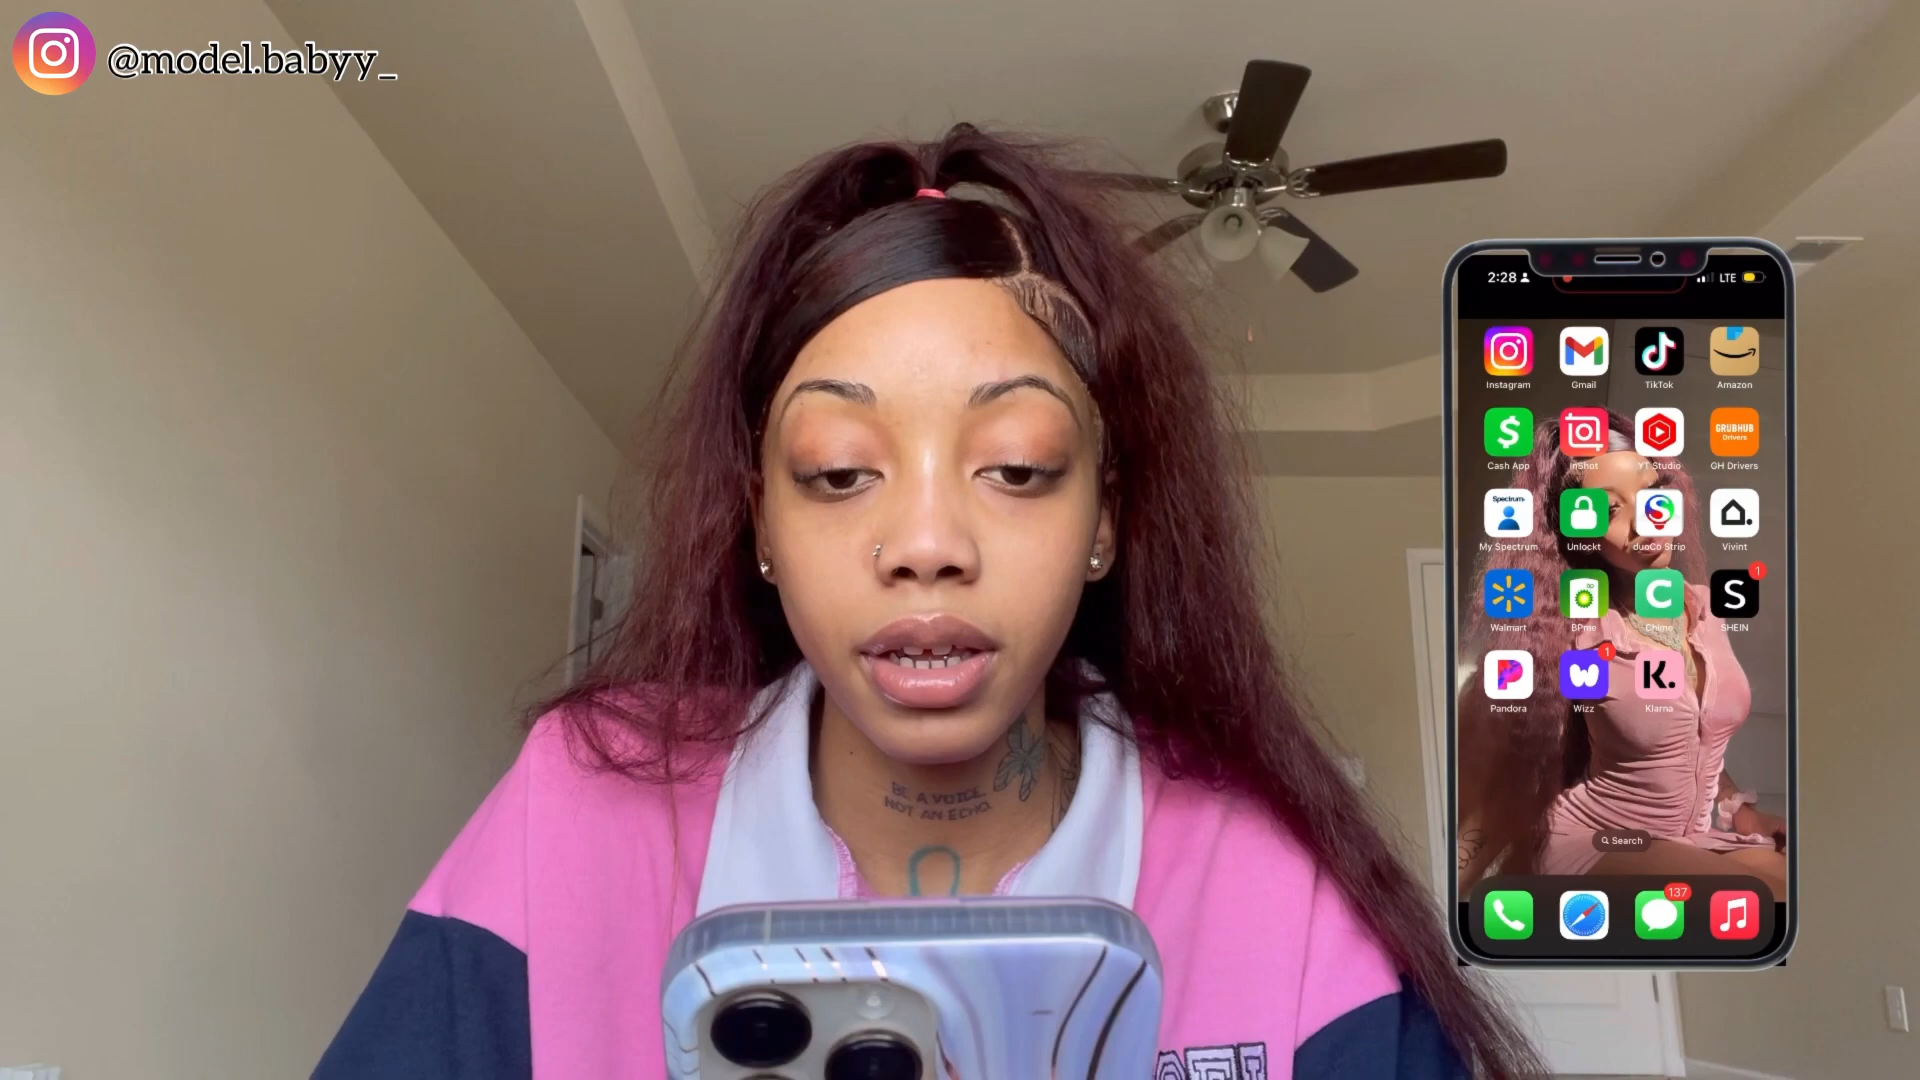 @model.babyy_
2:28 LTE
Instagram Gmail TikTok Amazon
GRUBHUB
Drivers
Cash App InShot YT Studio GH Drivers
Spectrum
My Spectrum Unlockt duoCo Strip Vivint
1
Walmart BPme Chime SHEIN
1
K.
Pandora Wizz Klarna
BE A VOICE,
NOT AN ECHO.
Search
137